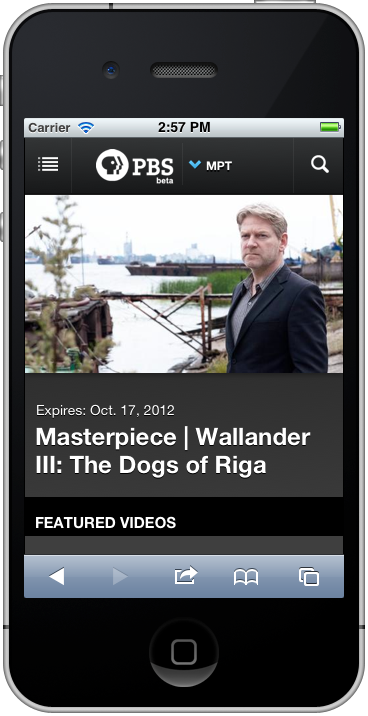 Carrier 2:57 PM
PBS MPT
beta
Expires: Oct. 17, 2012
Masterpiece | Wallander
III: The Dogs of Riga
FEATURED VIDEOS